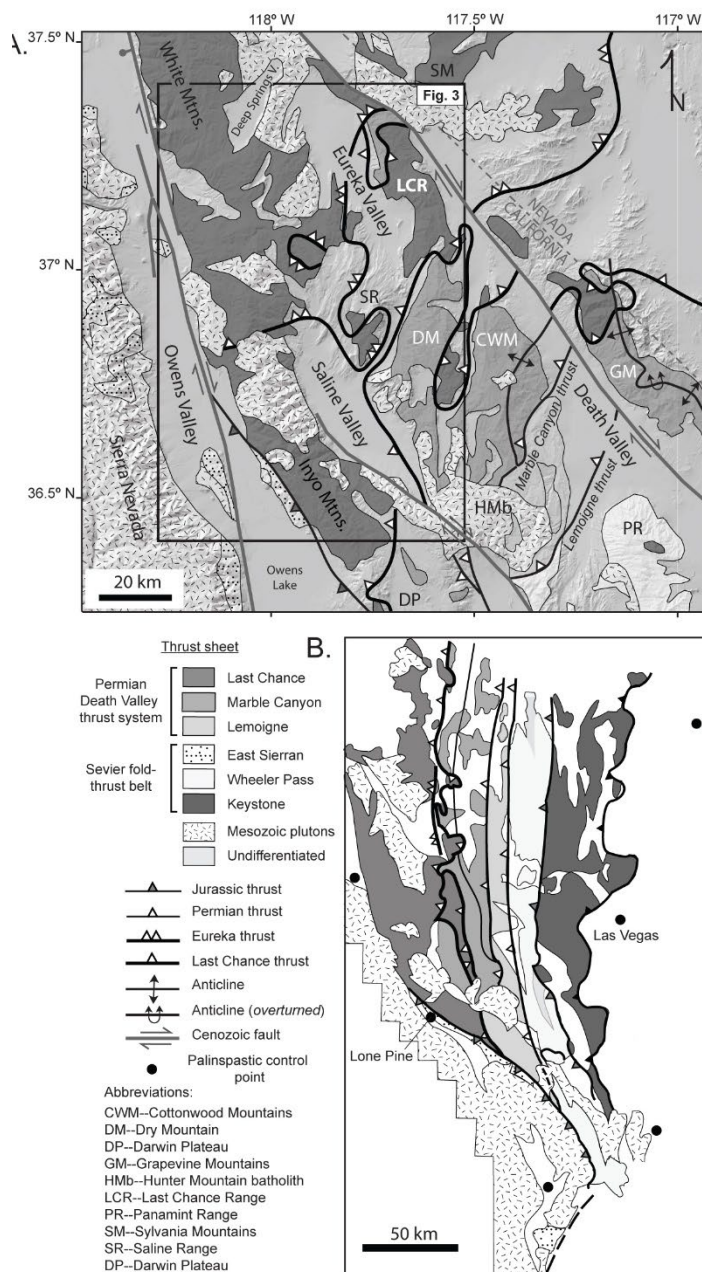 118° W
117.5° W
117° W
A.
37.5° N
37° N
36.5° N
White Mtns.
Deep Springs V.
SM
Fig. 3
N
Eureka Valley
LCR
NEVADA
CALIFORNIA
SR
DM
CWM
GM
Owens Valley
Saline Valley
Marble Canyon thrust
Death Valley
Sierra Nevada
Inyo Mtns.
HMb
Lemoigne thrust
PR
Owens
Lake
DP
20 km
Thrust sheet
Permian
Death Valley
thrust system
Last Chance
Marble Canyon
Lemoigne
Sevier fold-
thrust belt
East Sierran
Wheeler Pass
Keystone
Mesozoic plutons
Undifferentiated
Jurassic thrust
Permian thrust
Eureka thrust
Last Chance thrust
Anticline
Anticline (overturned)
Cenozoic fault
Palinspastic control
point
Abbreviations:
CWM--Cottonwood Mountains
DM--Dry Mountain
DP--Darwin Plateau
GM--Grapevine Mountains
HMb--Hunter Mountain batholith
LCR--Last Chance Range
PR--Panamint Range
SM--Sylvania Mountains
SR--Saline Range
DP--Darwin Plateau
B.
Las Vegas
Lone Pine
50 km